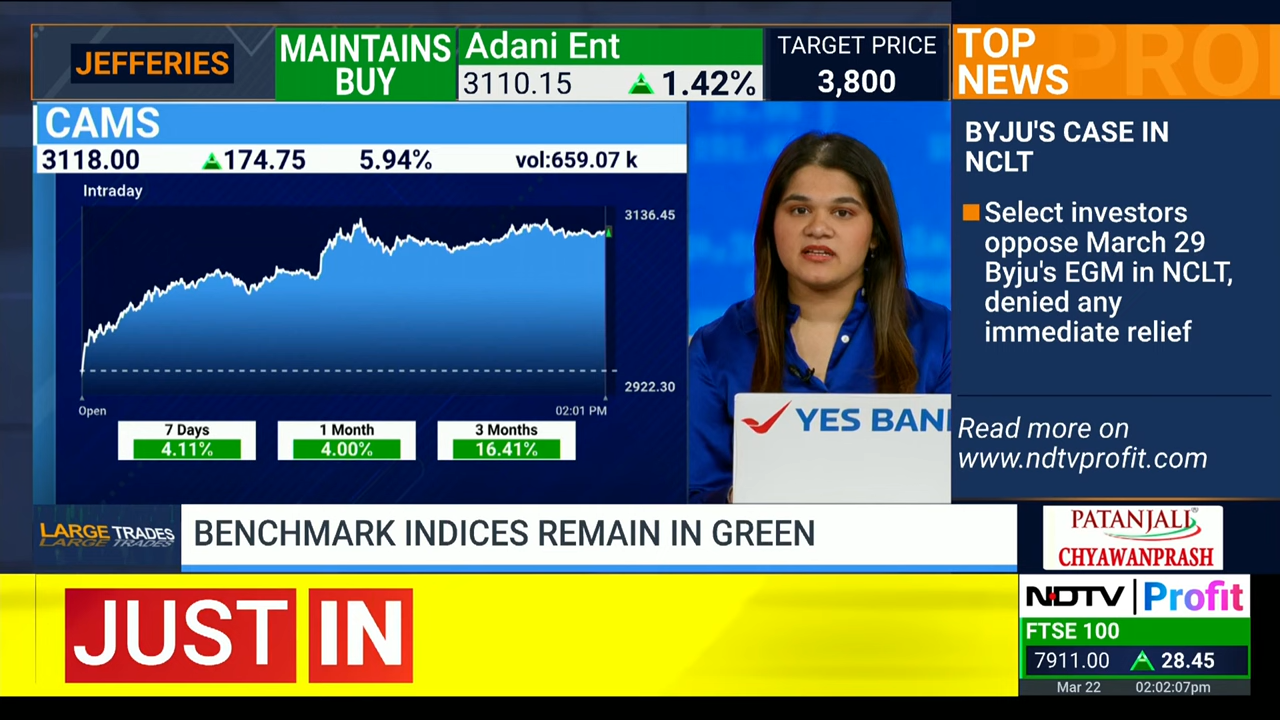 JEFFERIES
MAINTAINS
BUY
Adani Ent
3110.15 1.42%
TARGET PRICE
3,800
TOP
NEWS
CAMS
3118.00 174.75 5.94% vol:659.07 k
Intraday
3136.45
2922.30
Open 02:01 PM
7 Days
4.11%
1 Month
4.00%
3 Months
16.41%
YES BAN
BYJU'S CASE IN
NCLT
Select investors
oppose March 29
Byju's EGM in NCLT,
denied any
immediate relief
Read more on
www.ndtvprofit.com
LARGE TRADES
BENCHMARK INDICES REMAIN IN GREEN
PATANJALI®
CHYAWANPRASH
JUST IN
NDTV Profit
FTSE 100
7911.00 28.45
Mar 22 02:02:07pm